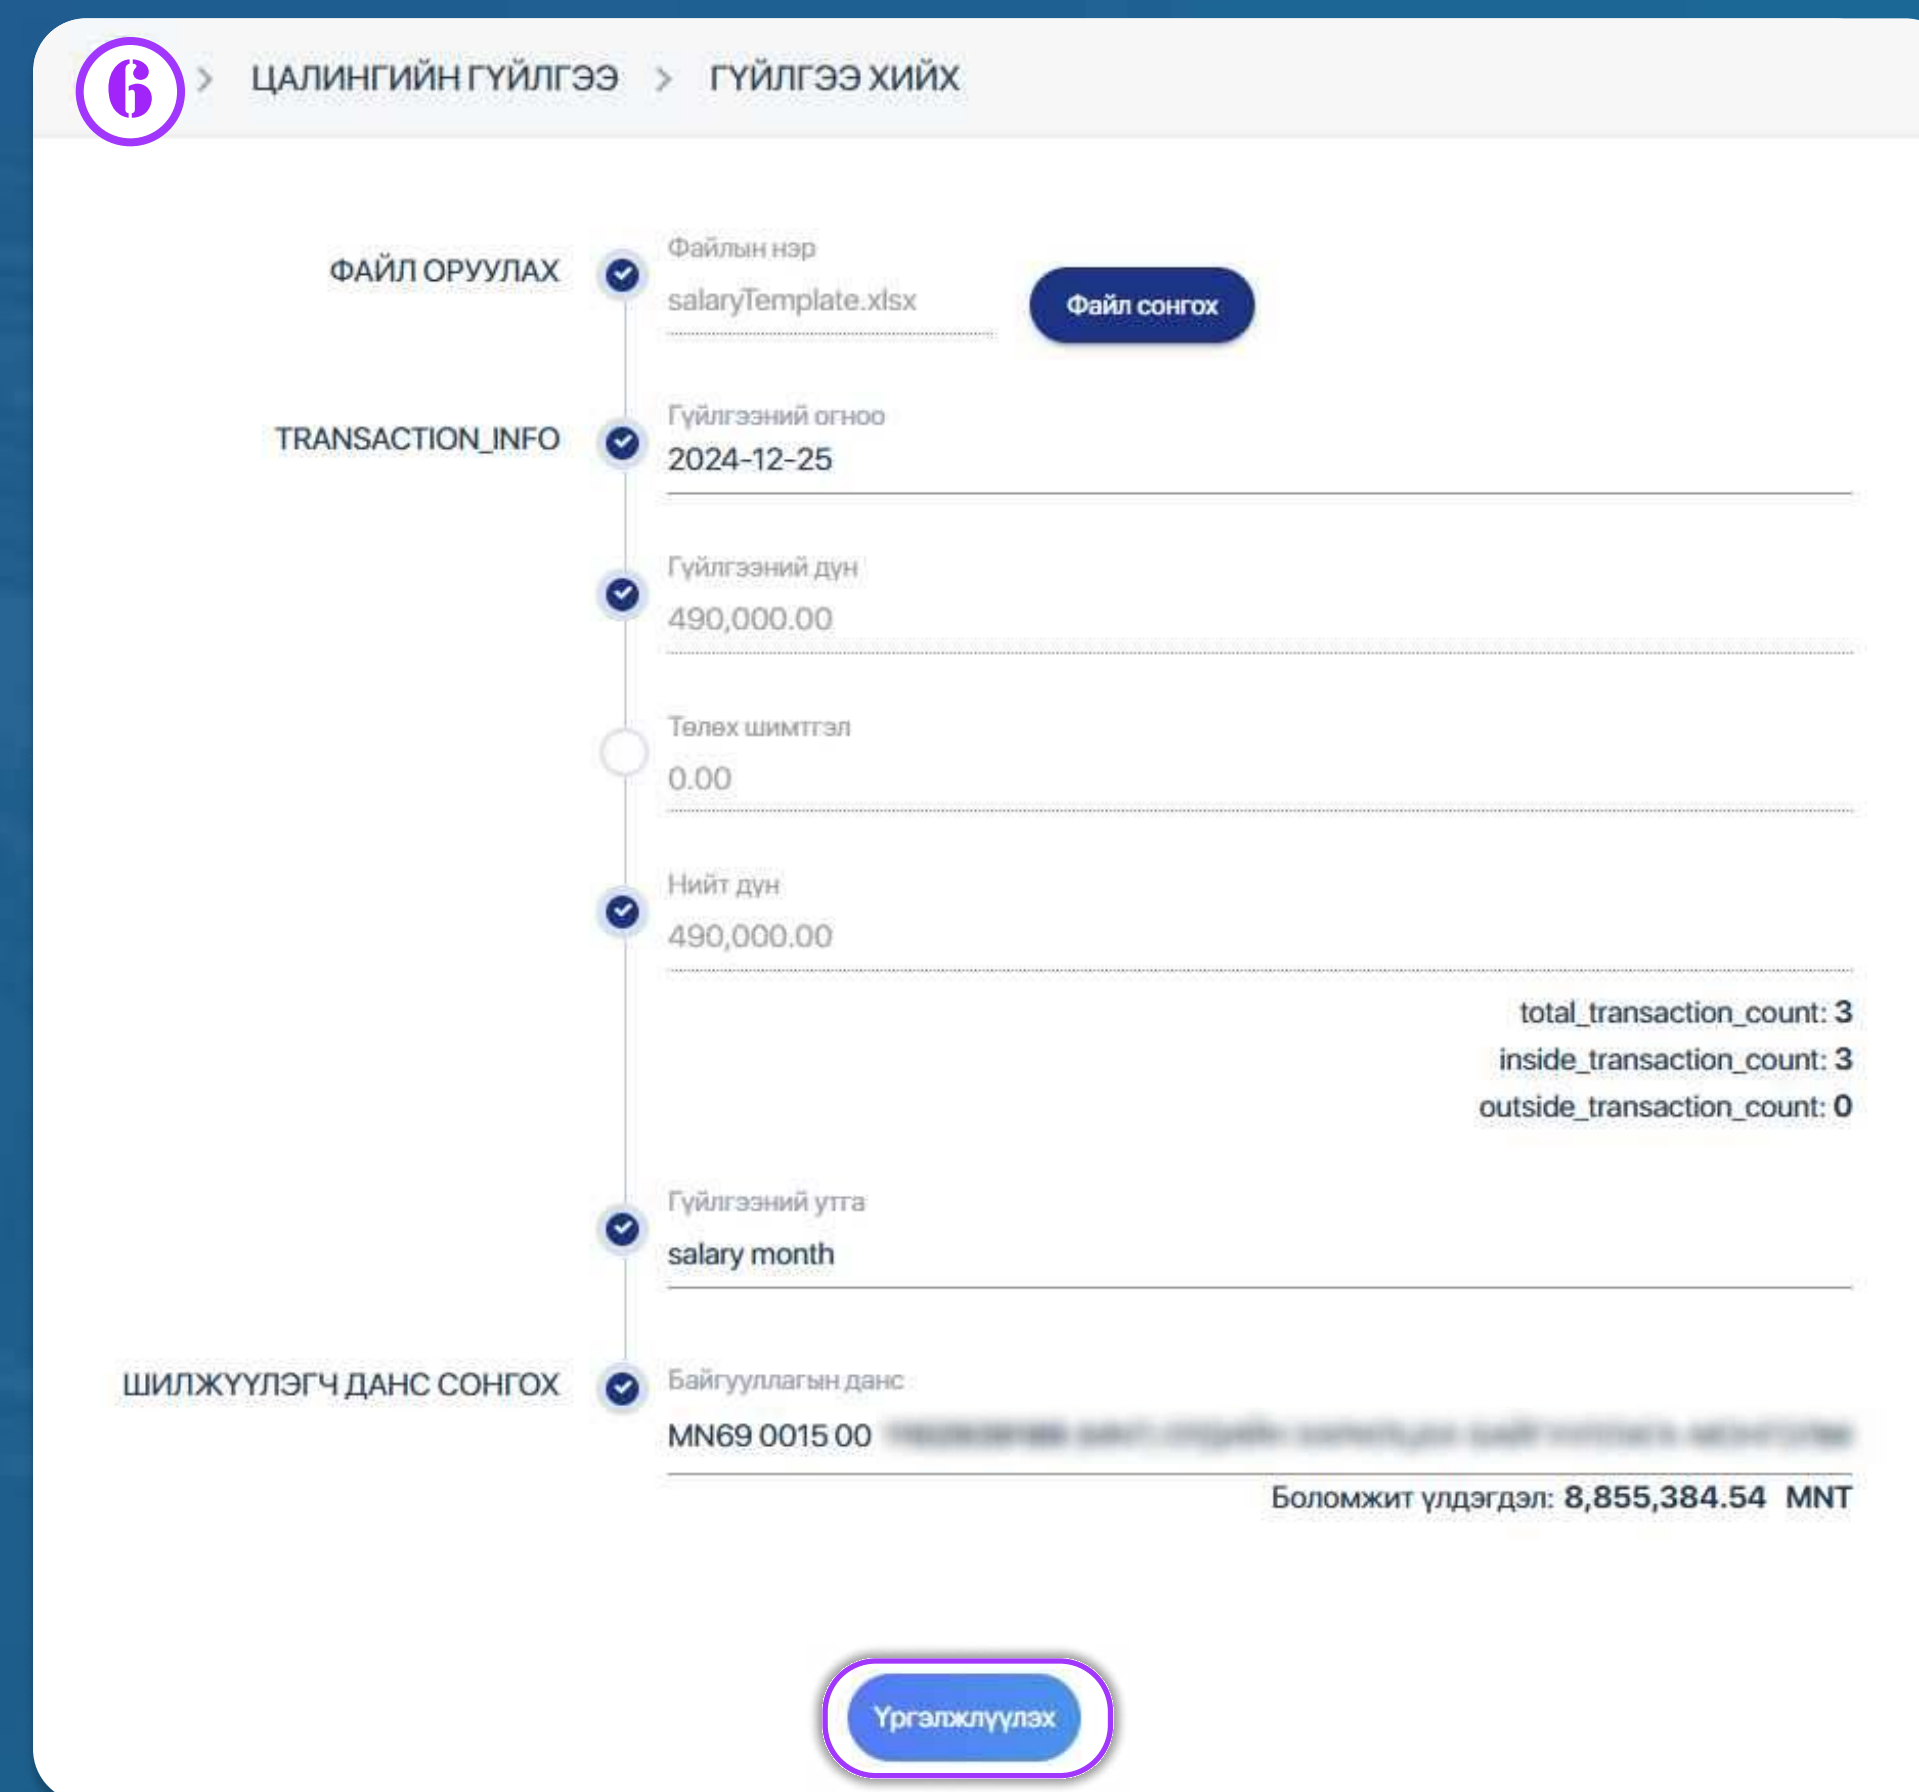 6 > ЦАЛИНГИЙН ГҮЙЛГЭЭ > ГҮЙЛГЭЭ ХИЙХ
ФАЙЛ ОРУУЛАХ
Файлын нэр
salaryTemplate.xlsx
Файл сонгох
TRANSACTION_INFO
Гүйлгээний огноо
2024-12-25
Гүйлгээний дүн
490,000.00
Төлөх шимтгэл
0.00
Нийт дүн
490,000.00
total_transaction_count: 3
inside_transaction_count: 3
outside_transaction_count: 0
Гүйлгээний утга
salary month
ШИЛЖҮҮЛЭГЧ ДАНС СОНГОХ
Байгууллагын данс
MN69 0015 00
Боломжит үлдэгдэл: 8,855,384.54 MNT
Үргэлжлүүлэх